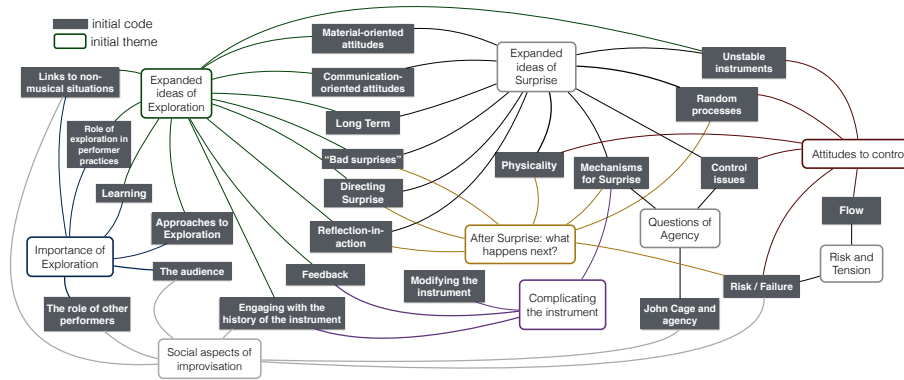 initial code
initial theme
Material-oriented
attitudes
Expanded
ideas of
Surprise
Unstable
instruments
Links to non-
musical situations
Expanded
ideas of
Exploration
Communication-
oriented attitudes
Random
processes
Long Term
Role of
exploration in
performer
practices
“Bad surprises”
Physicality
Mechanisms
for Surprise
Control
issues
Attitudes to control
Learning
Directing
Surprise
Approaches to
Exploration
Reflection-in-
action
After Surprise: what
happens next?
Questions of
Agency
Flow
Importance of
Exploration
The audience
Feedback
Modifying the
instrument
Complicating
the instrument
Risk / Failure
Risk and
Tension
The role of other
performers
Engaging with the
history of the instrument
John Cage and
agency
Social aspects of
improvisation